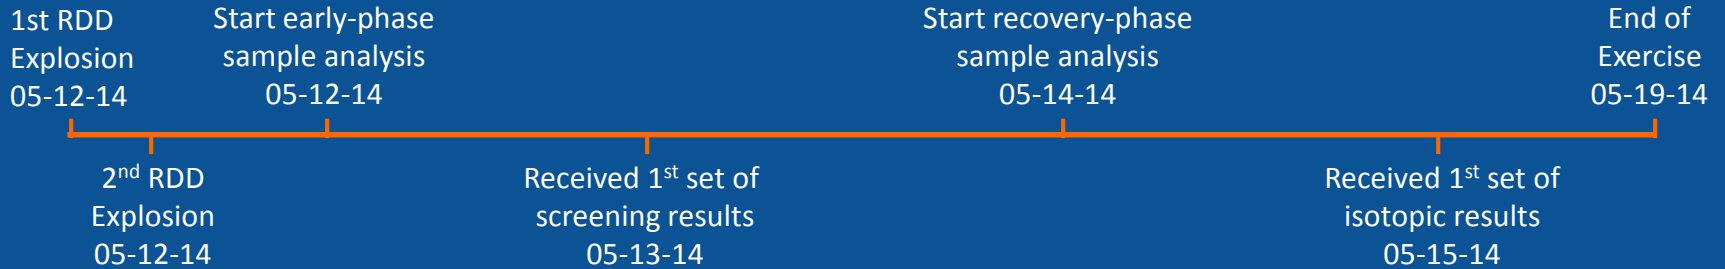 1st RDD
Explosion
05-12-14
2nd RDD
Explosion
05-12-14
Start early-phase
sample analysis
05-12-14
Received 1st set of
screening results
05-13-14
Start recovery-phase
sample analysis
05-14-14
Received 1st set of
isotopic results
05-15-14
End of
Exercise
05-19-14